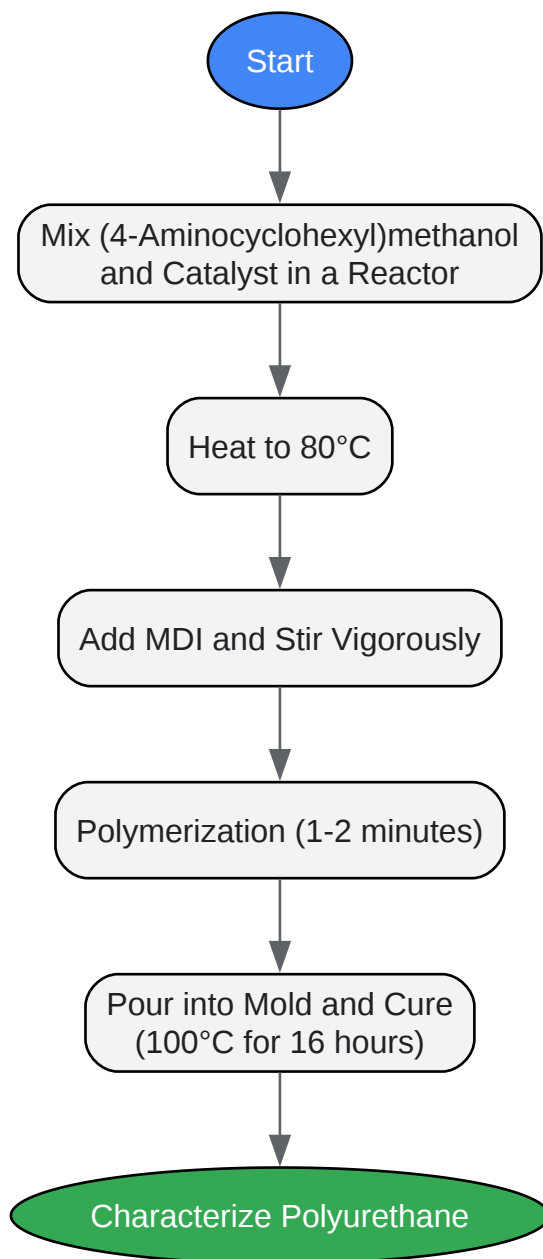 Start
Mix (4-Aminocyclohexyl)methanol
and Catalyst in a Reactor
Heat to 80°C
Add MDI and Stir Vigorously
Polymerization (1-2 minutes)
Pour into Mold and Cure
(100°C for 16 hours)
Characterize Polyurethane